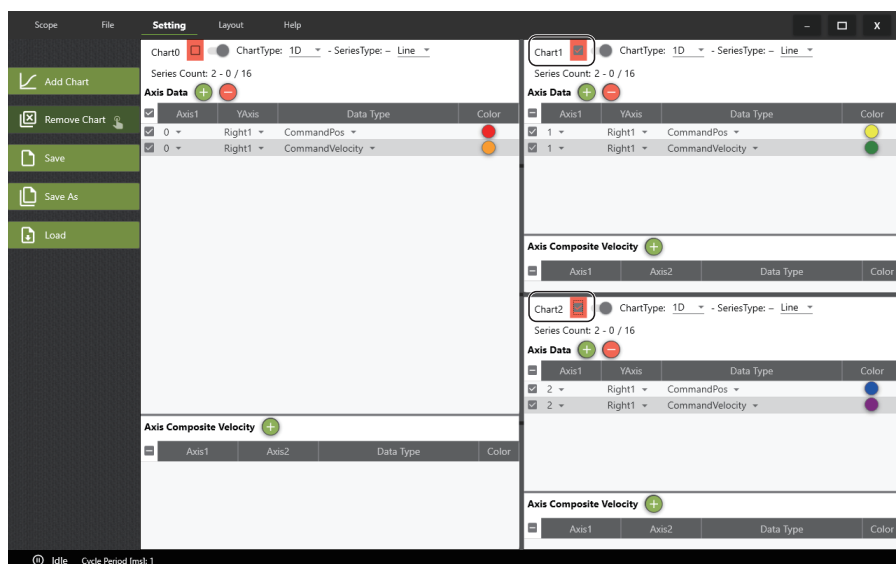 Scope File Setting Layout Help
Add Chart
Remove Chart
Save
Save As
Load
Chart0 ChartType: 1D - SeriesType: – Line
Series Count: 2 - 0 / 16
Axis Data
Axis1 YAxis Data Type Color
0 Right1 CommandPos
0 Right1 CommandVelocity
Axis Composite Velocity
Axis1 Axis2 Data Type Color
Chart1 ChartType: 1D - SeriesType: – Line
Series Count: 2 - 0 / 16
Axis Data
Axis1 YAxis Data Type Color
1 Right1 CommandPos
1 Right1 CommandVelocity
Axis Composite Velocity
Axis1 Axis2 Data Type Color
Chart2 ChartType: 1D - SeriesType: – Line
Series Count: 2 - 0 / 16
Axis Data
Axis1 YAxis Data Type Color
2 Right1 CommandPos
2 Right1 CommandVelocity
Axis Composite Velocity
Axis1 Axis2 Data Type Color
Idle Cycle Period [ms]: 1